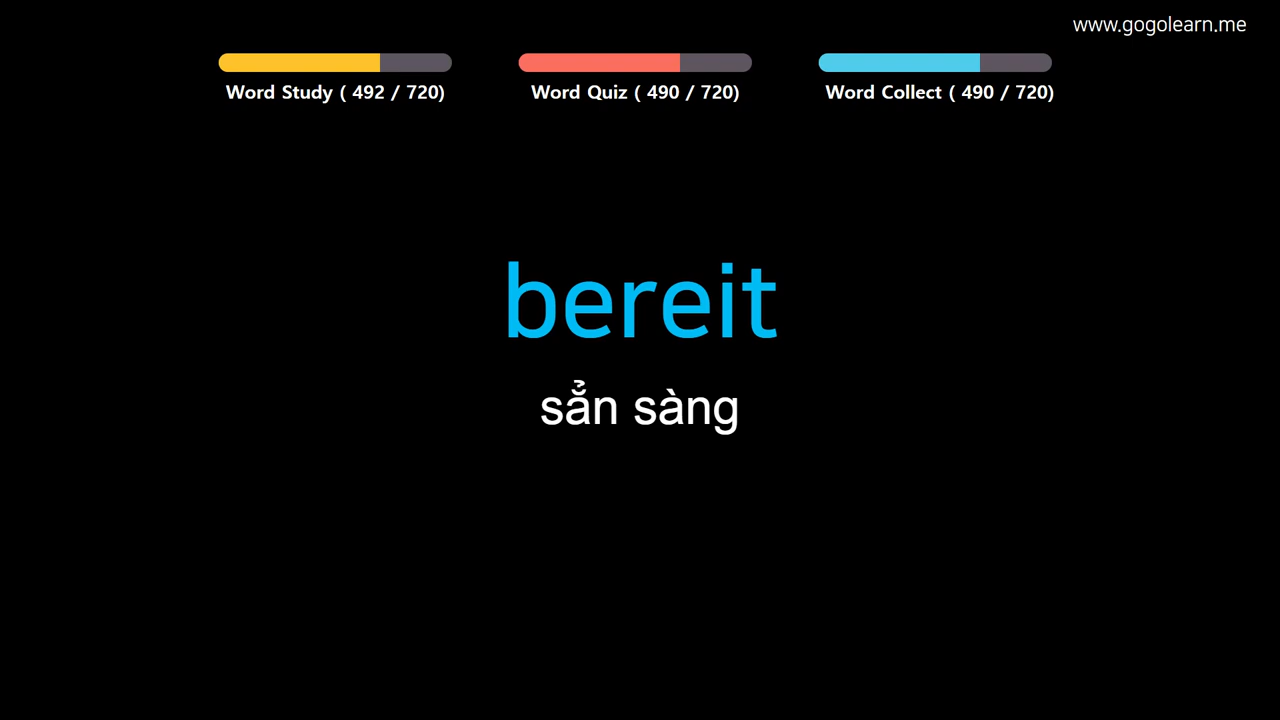 www.gogolearn.me
Word Study ( 492 / 720)
Word Quiz ( 490 / 720)
Word Collect ( 490 / 720)
bereit
sẳn sàng